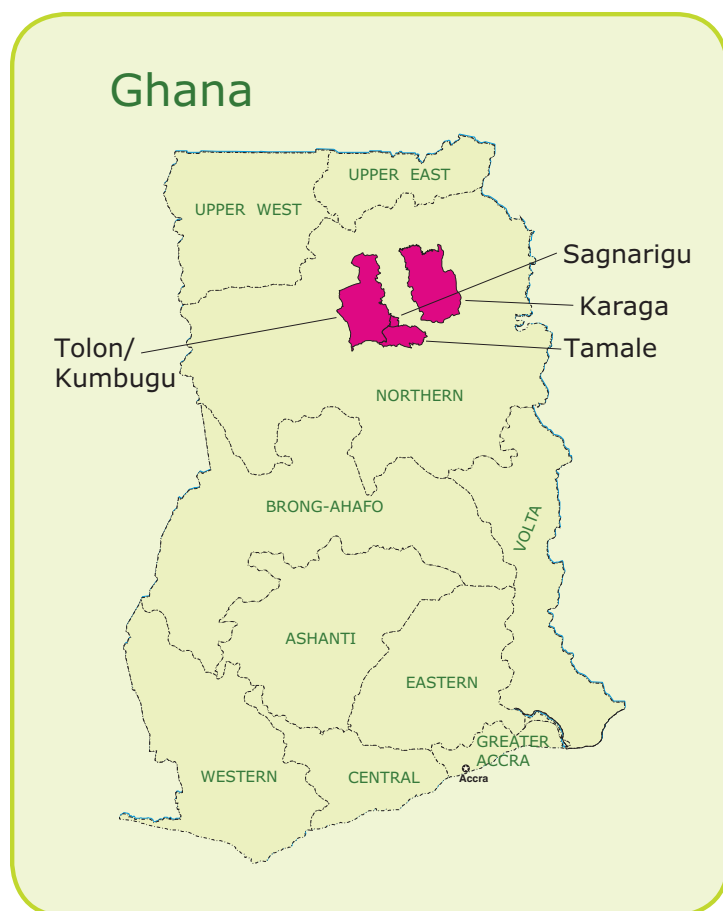 Ghana
UPPER EAST
UPPER WEST
Sagnarigu
Karaga
Tolon/
Kumbugu
Tamale
NORTHERN
BRONG-AHAFO
VOLTA
ASHANTI
EASTERN
GREATER
ACCRA
WESTERN
CENTRAL
Accra